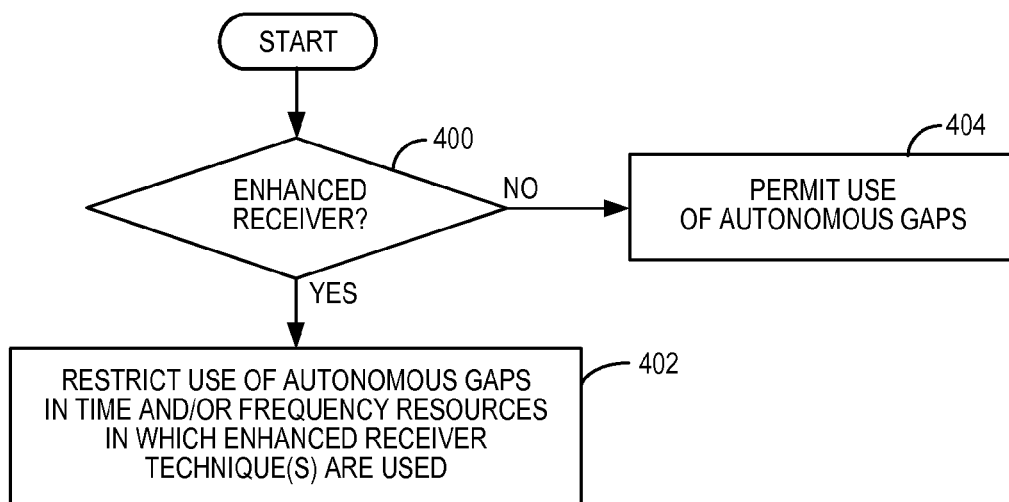 START
400
ENHANCED
RECEIVER?
NO
404
PERMIT USE
OF AUTONOMOUS GAPS
YES
402
RESTRICT USE OF AUTONOMOUS GAPS
IN TIME AND/OR FREQUENCY RESOURCES
IN WHICH ENHANCED RECEIVER
TECHNIQUE(S) ARE USED